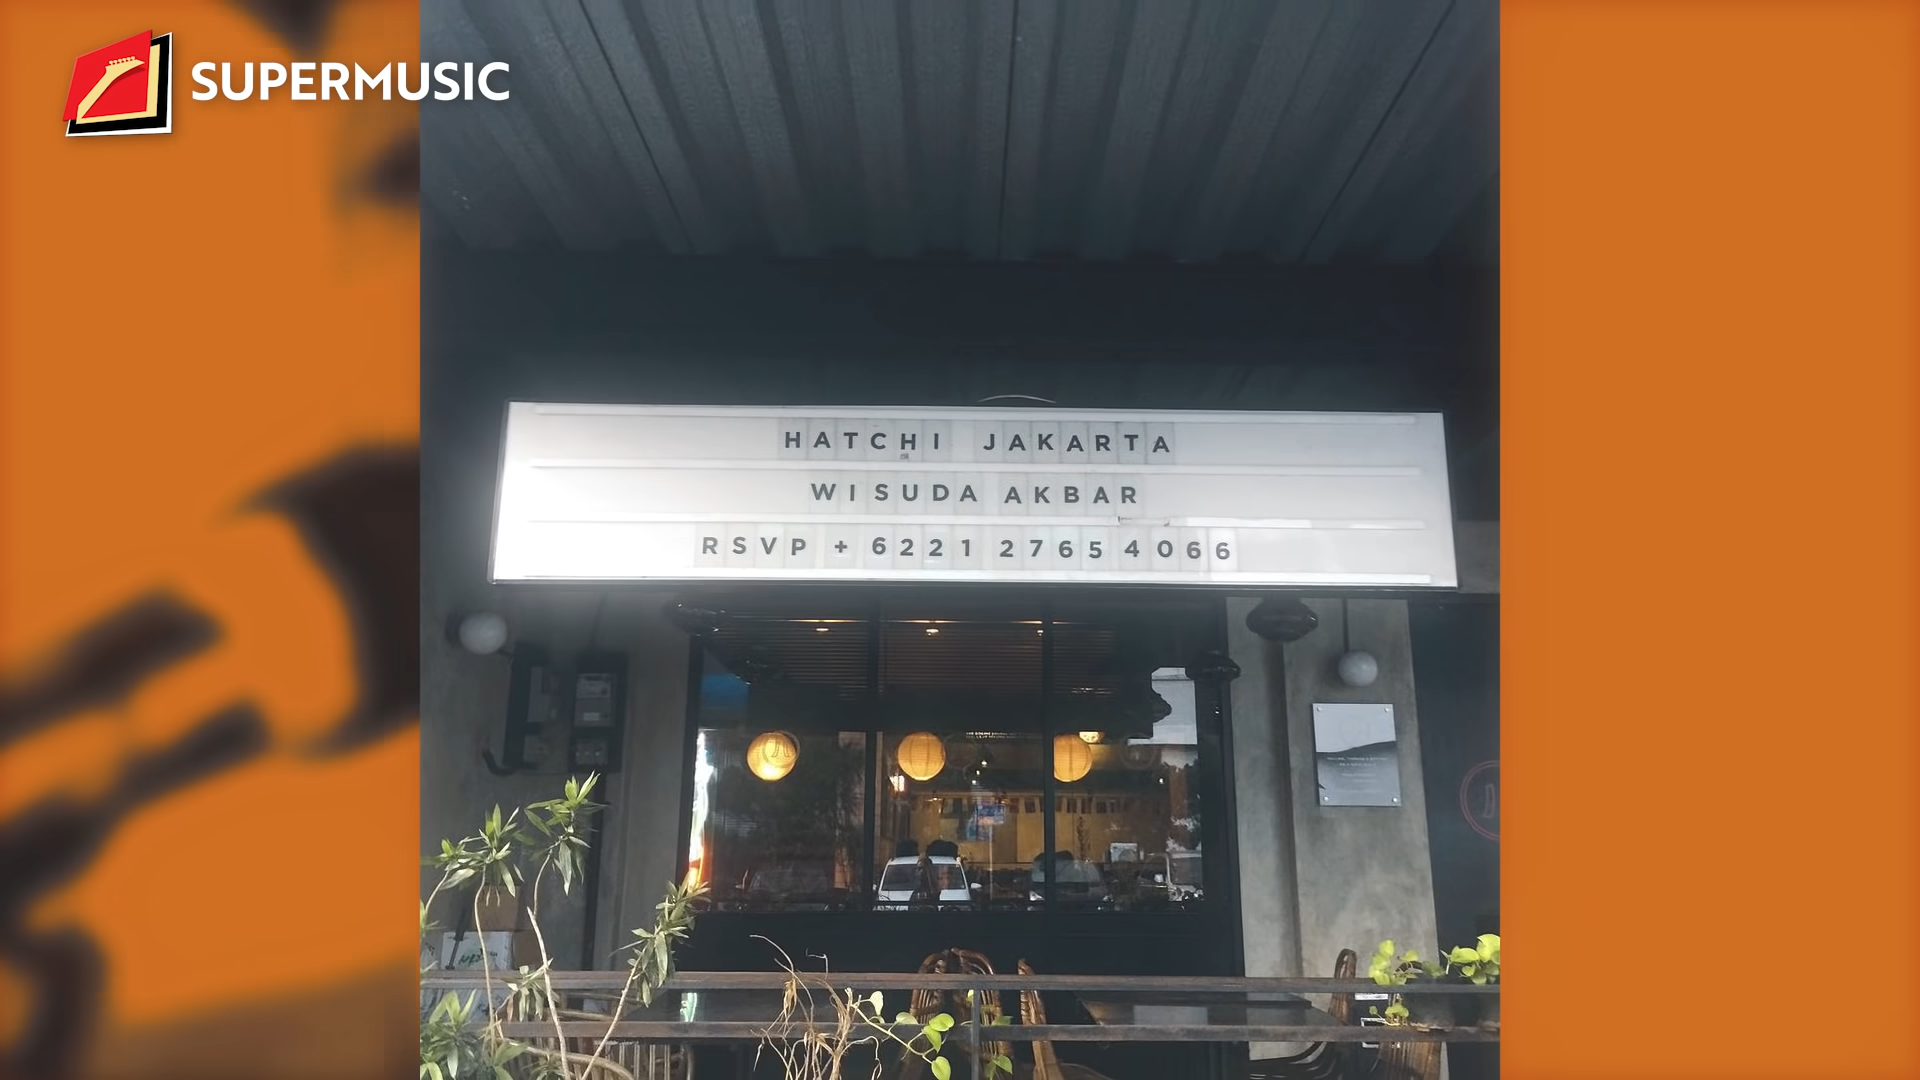 SUPERMUSIC
HATCHI JAKARTA
WISUDA AKBAR
RSVP + 6221 2765 4066